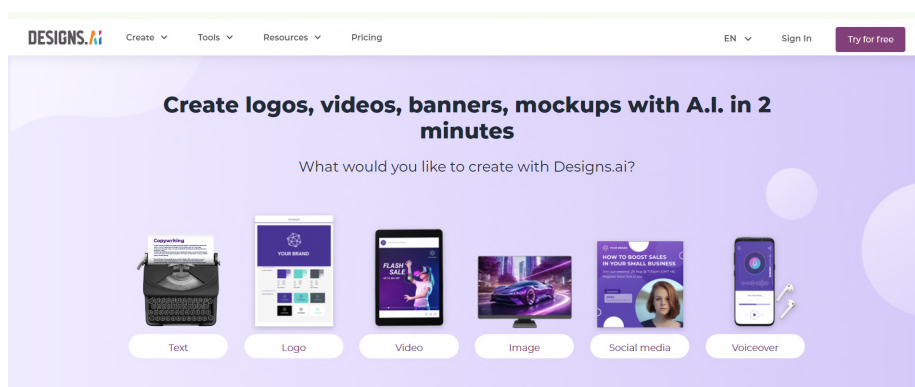 DESIGNS.Ai
Create
Tools
Resources
Pricing
EN
Sign In
Try for free
Create logos, videos, banners, mockups with A.I. in 2
minutes
What would you like to create with Designs.ai?
Copywriting
YOUR BRAND
FLASH
SALE
YOUR BRAND
HOW TO BOOST SALES
IN YOUR SMALL BUSINESS
Text
Logo
Video
Image
Social media
Voiceover